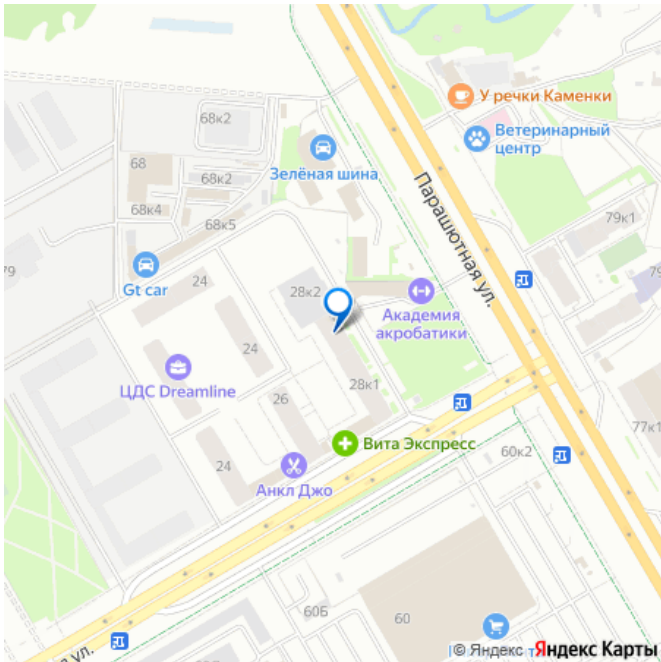 У речки Каменки
Ветеринарный
центр
68к2
Зелёная шина
68
68к2
68к4
68к5
Парашютная ул.
79к1
79
Gt car
24
28к2
Академия
акробатики
24
ЦДС Dreamline
28к1
26
77к1
Вита Экспресс
24
60к2
Анкл Джо
60Б
60
ул.
© Яндекс
Яндекс Карты